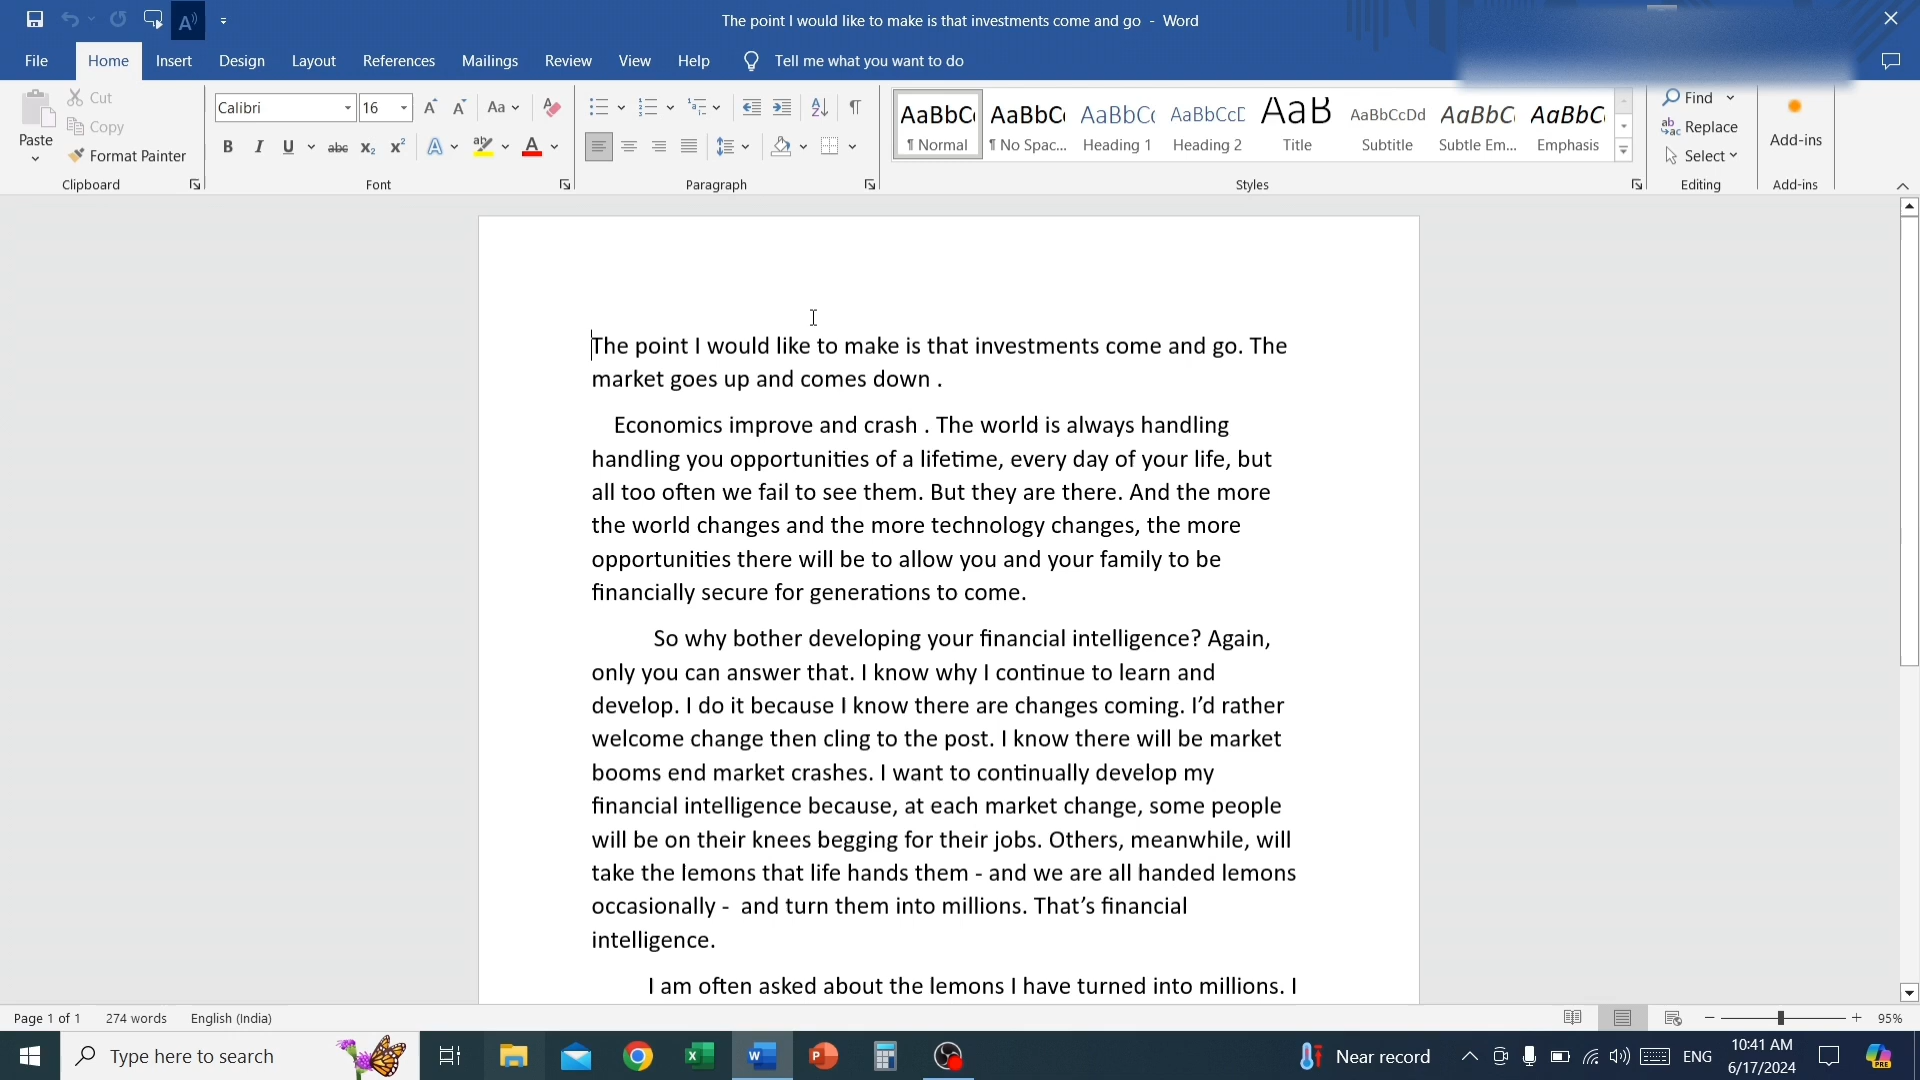 The point I would like to make is that investments come and go - Word
File Home Insert Design Layout References Mailings Review View Help Tell me what you want to do
Paste
Cut
Copy
Format Painter
Clipboard
Calibri 16 Aa
B I U abc x₂ x² A ab A
Font
Paragraph
AaBbC AaBbC AaBbC AaBbCcD AaB AaBbCcDd AaBbC AaBbC
¶ Normal ¶ No Spac... Heading 1 Heading 2 Title Subtitle Subtle Em... Emphasis
Styles
Find
Replace
Select
Editing
Add-ins
Add-ins
The point I would like to make is that investments come and go. The
market goes up and comes down .
Economics improve and crash . The world is always handling
handling you opportunities of a lifetime, every day of your life, but
all too often we fail to see them. But they are there. And the more
the world changes and the more technology changes, the more
opportunities there will be to allow you and your family to be
financially secure for generations to come.
So why bother developing your financial intelligence? Again,
only you can answer that. I know why I continue to learn and
develop. I do it because I know there are changes coming. I’d rather
welcome change then cling to the post. I know there will be market
booms end market crashes. I want to continually develop my
financial intelligence because, at each market change, some people
will be on their knees begging for their jobs. Others, meanwhile, will
take the lemons that life hands them - and we are all handed lemons
occasionally - and turn them into millions. That’s financial
intelligence.
I am often asked about the lemons I have turned into millions. I
Page 1 of 1 274 words English (India) 95%
Type here to search
Near record ENG 10:41 AM
6/17/2024